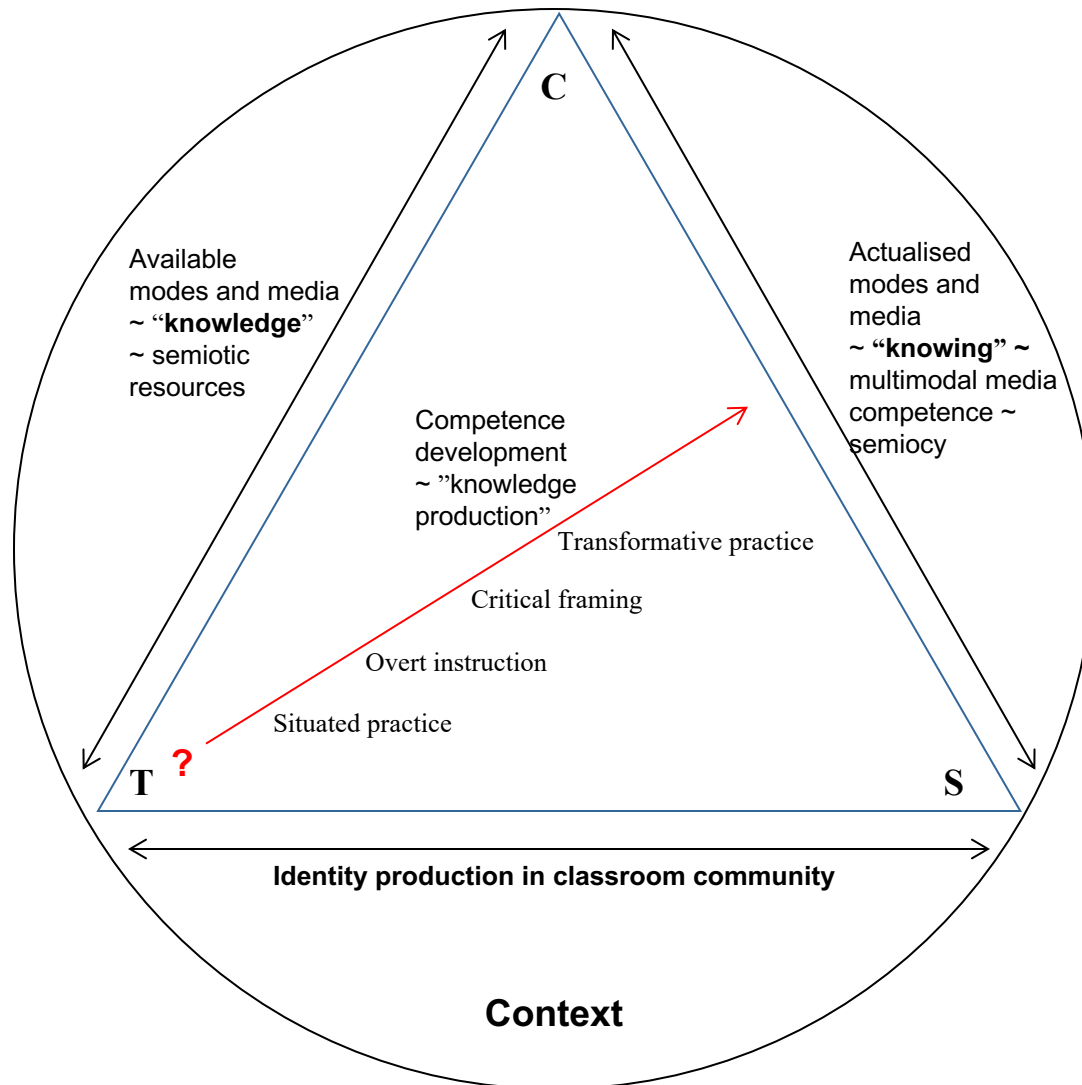 C
Available
modes and media
~ “knowledge”
~ semiotic
resources
Actualised
modes and
media
~ “knowing” ~
multimodal media
competence ~
semiocy
Competence
development
~ ”knowledge
production”
Transformative practice
Critical framing
Overt instruction
Situated practice
?
T
S
Identity production in classroom community
Context